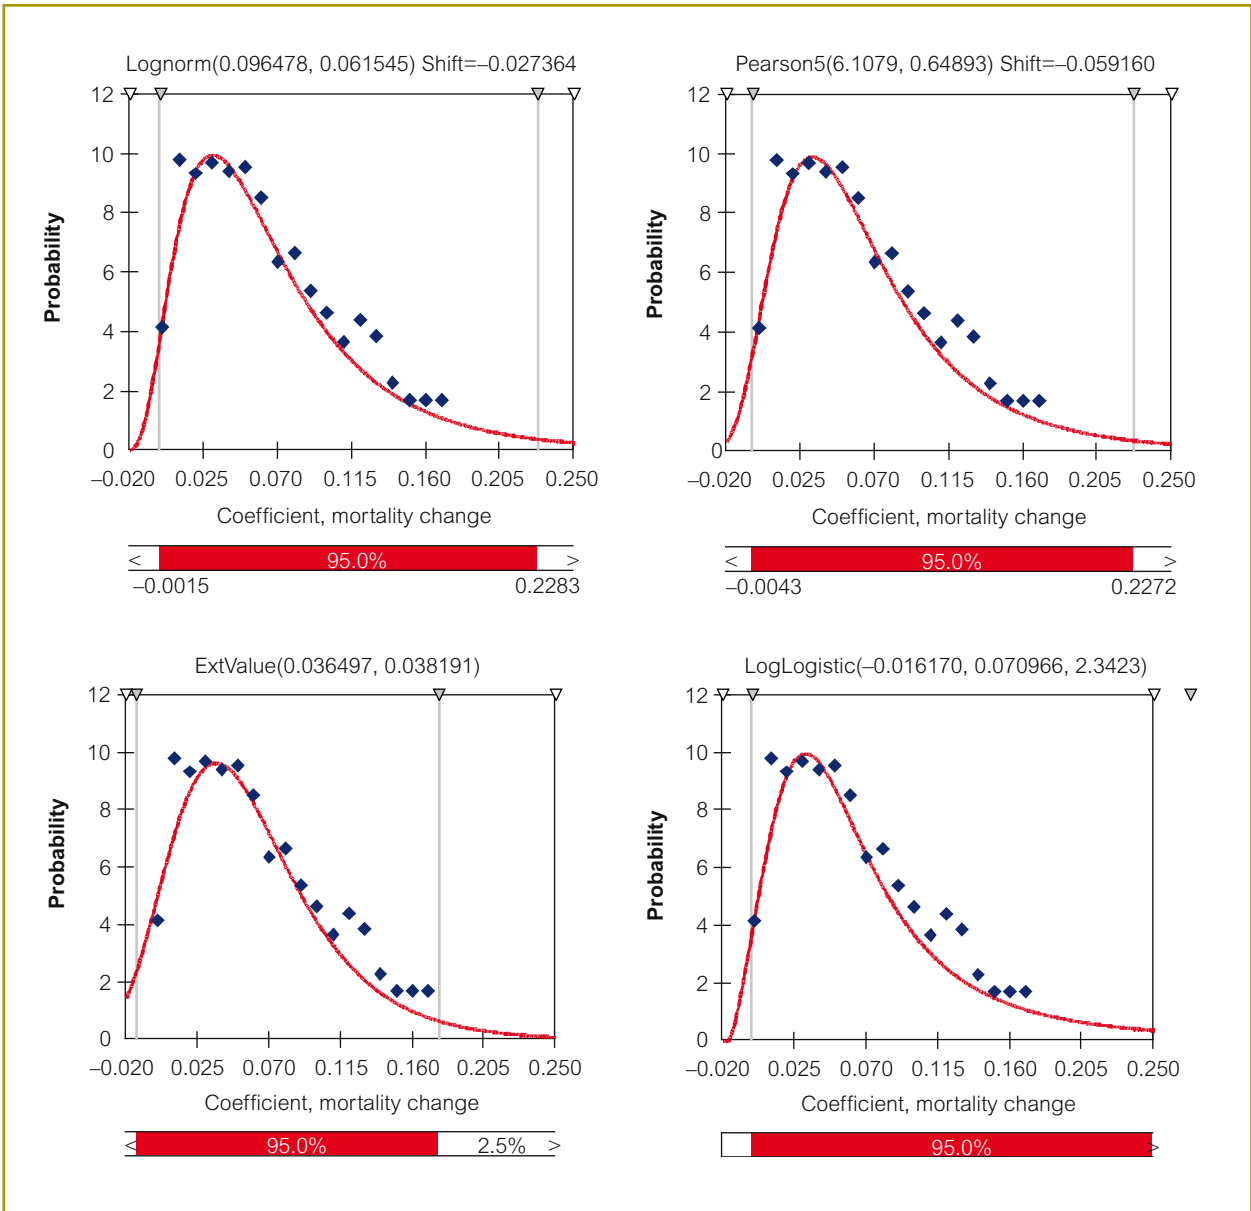 Lognorm(0.096478, 0.061545) Shift=–0.027364
12
10
8
6
4
2
0
Probability
–0.020 0.025 0.070 0.115 0.160 0.205 0.250
Coefficient, mortality change
< 95.0% >
–0.0015 0.2283
Pearson5(6.1079, 0.64893) Shift=–0.059160
12
10
8
6
4
2
0
Probability
–0.020 0.025 0.070 0.115 0.160 0.205 0.250
Coefficient, mortality change
< 95.0% >
–0.0043 0.2272
ExtValue(0.036497, 0.038191)
12
10
8
6
4
2
0
Probability
–0.020 0.025 0.070 0.115 0.160 0.205 0.250
Coefficient, mortality change
< 95.0% 2.5% >
LogLogistic(–0.016170, 0.070966, 2.3423)
12
10
8
6
4
2
0
Probability
–0.020 0.025 0.070 0.115 0.160 0.205 0.250
Coefficient, mortality change
95.0% >